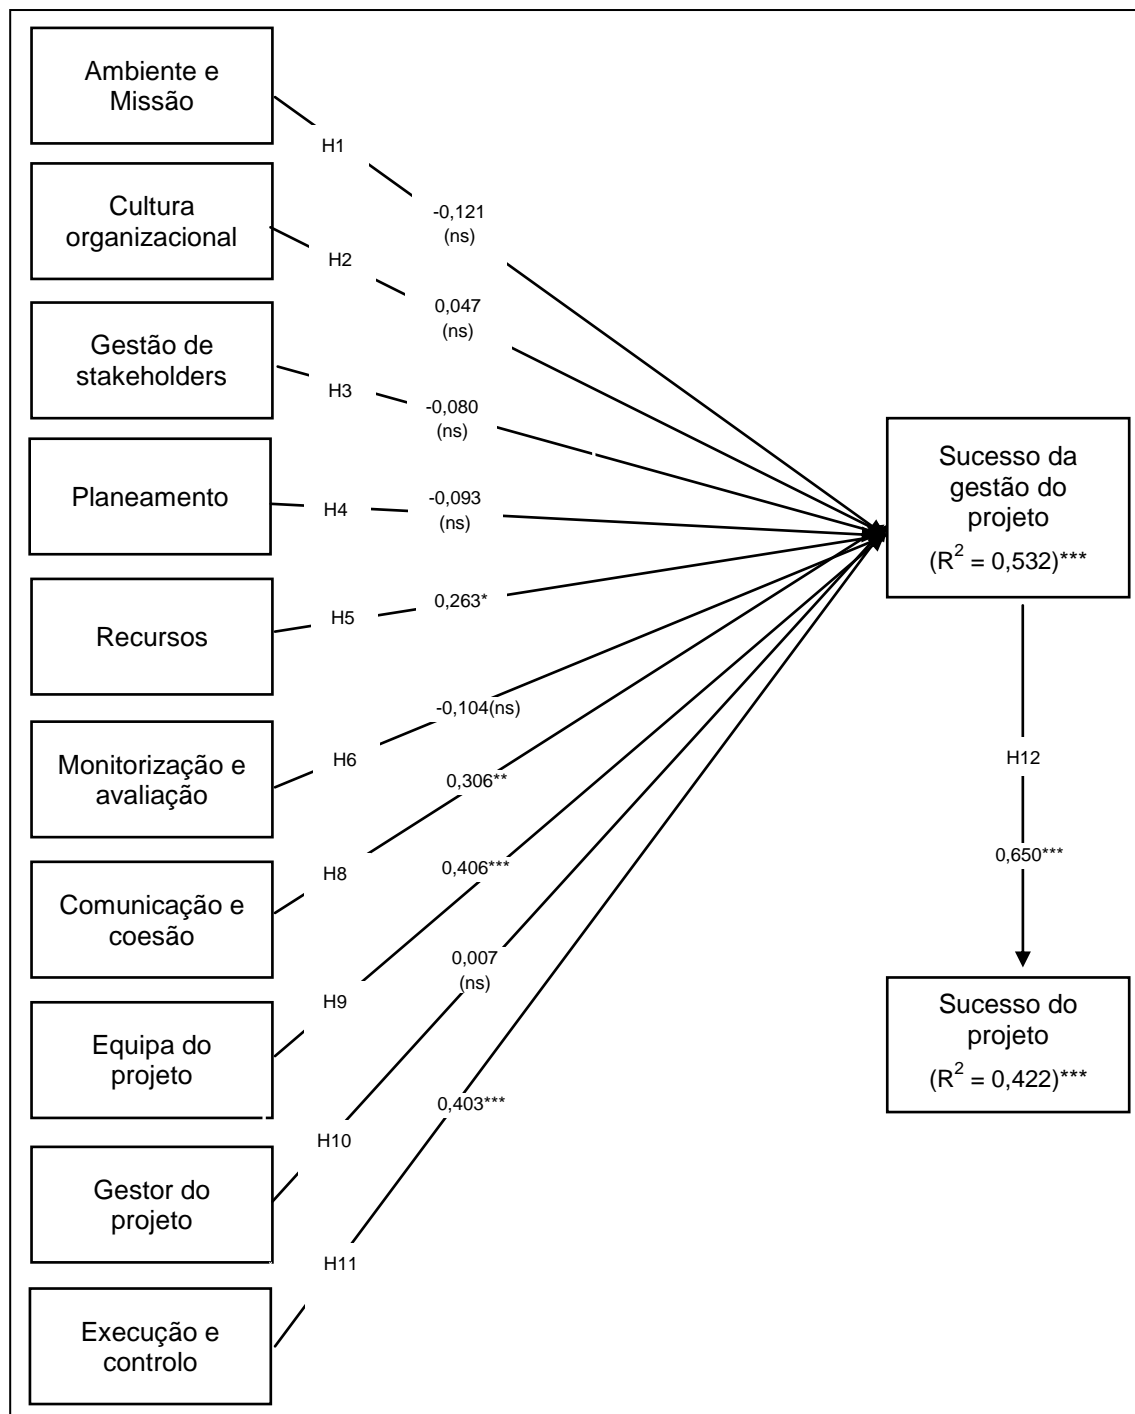 Ambiente e
Missão
H1
-0,121
(ns)
Cultura
organizacional
H2
0,047
(ns)
Gestão de
stakeholders
H3
-0,080
(ns)
Planeamento
H4
-0,093
(ns)
Recursos
H5
0,263*
Monitorização e
avaliação
H6
-0,104(ns)
Comunicação e
coesão
H8
0,306**
Equipa do
projeto
H9
0,406***
Gestor do
projeto
H10
0,007
(ns)
Execução e
controlo
H11
0,403***
Sucesso da
gestão do
projeto
(R² = 0,532)***
H12
0,650***
Sucesso do
projeto
(R² = 0,422)***